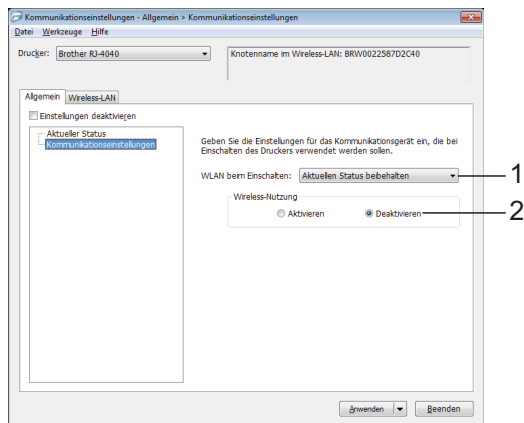 Kommunikationseinstellungen - Allgemein > Kommunikationseinstellungen
Datei Werkzeuge Hilfe
Drucker: Brother RJ-4040
Knotenname im Wireless-LAN: BRW0022587D2C40
Allgemein Wireless-LAN
Einstellungen deaktivieren
Aktueller Status
Kommunikationseinstellungen
Geben Sie die Einstellungen für das Kommunikationsgerät ein, die bei
Einschalten des Druckers verwendet werden sollen.
WLAN beim Einschalten: Aktuellen Status beibehalten 1
Wireless-Nutzung
Aktivieren Deaktivieren 2
Anwenden Beenden